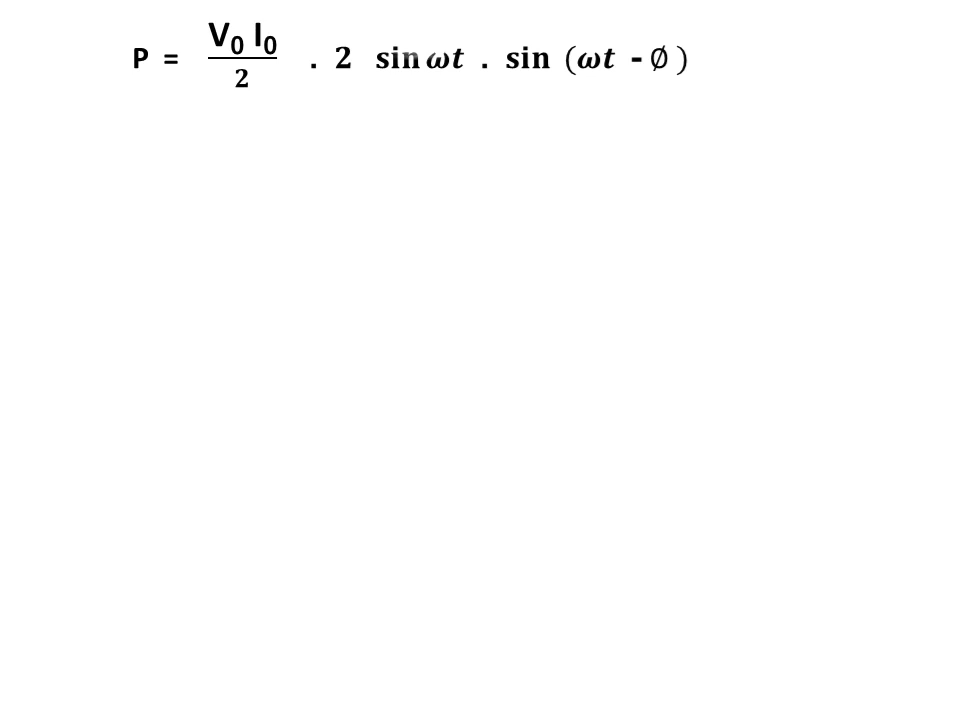 P = V₀ I₀ / 2 . 2 sin ωt . sin (ωt - ∅ )